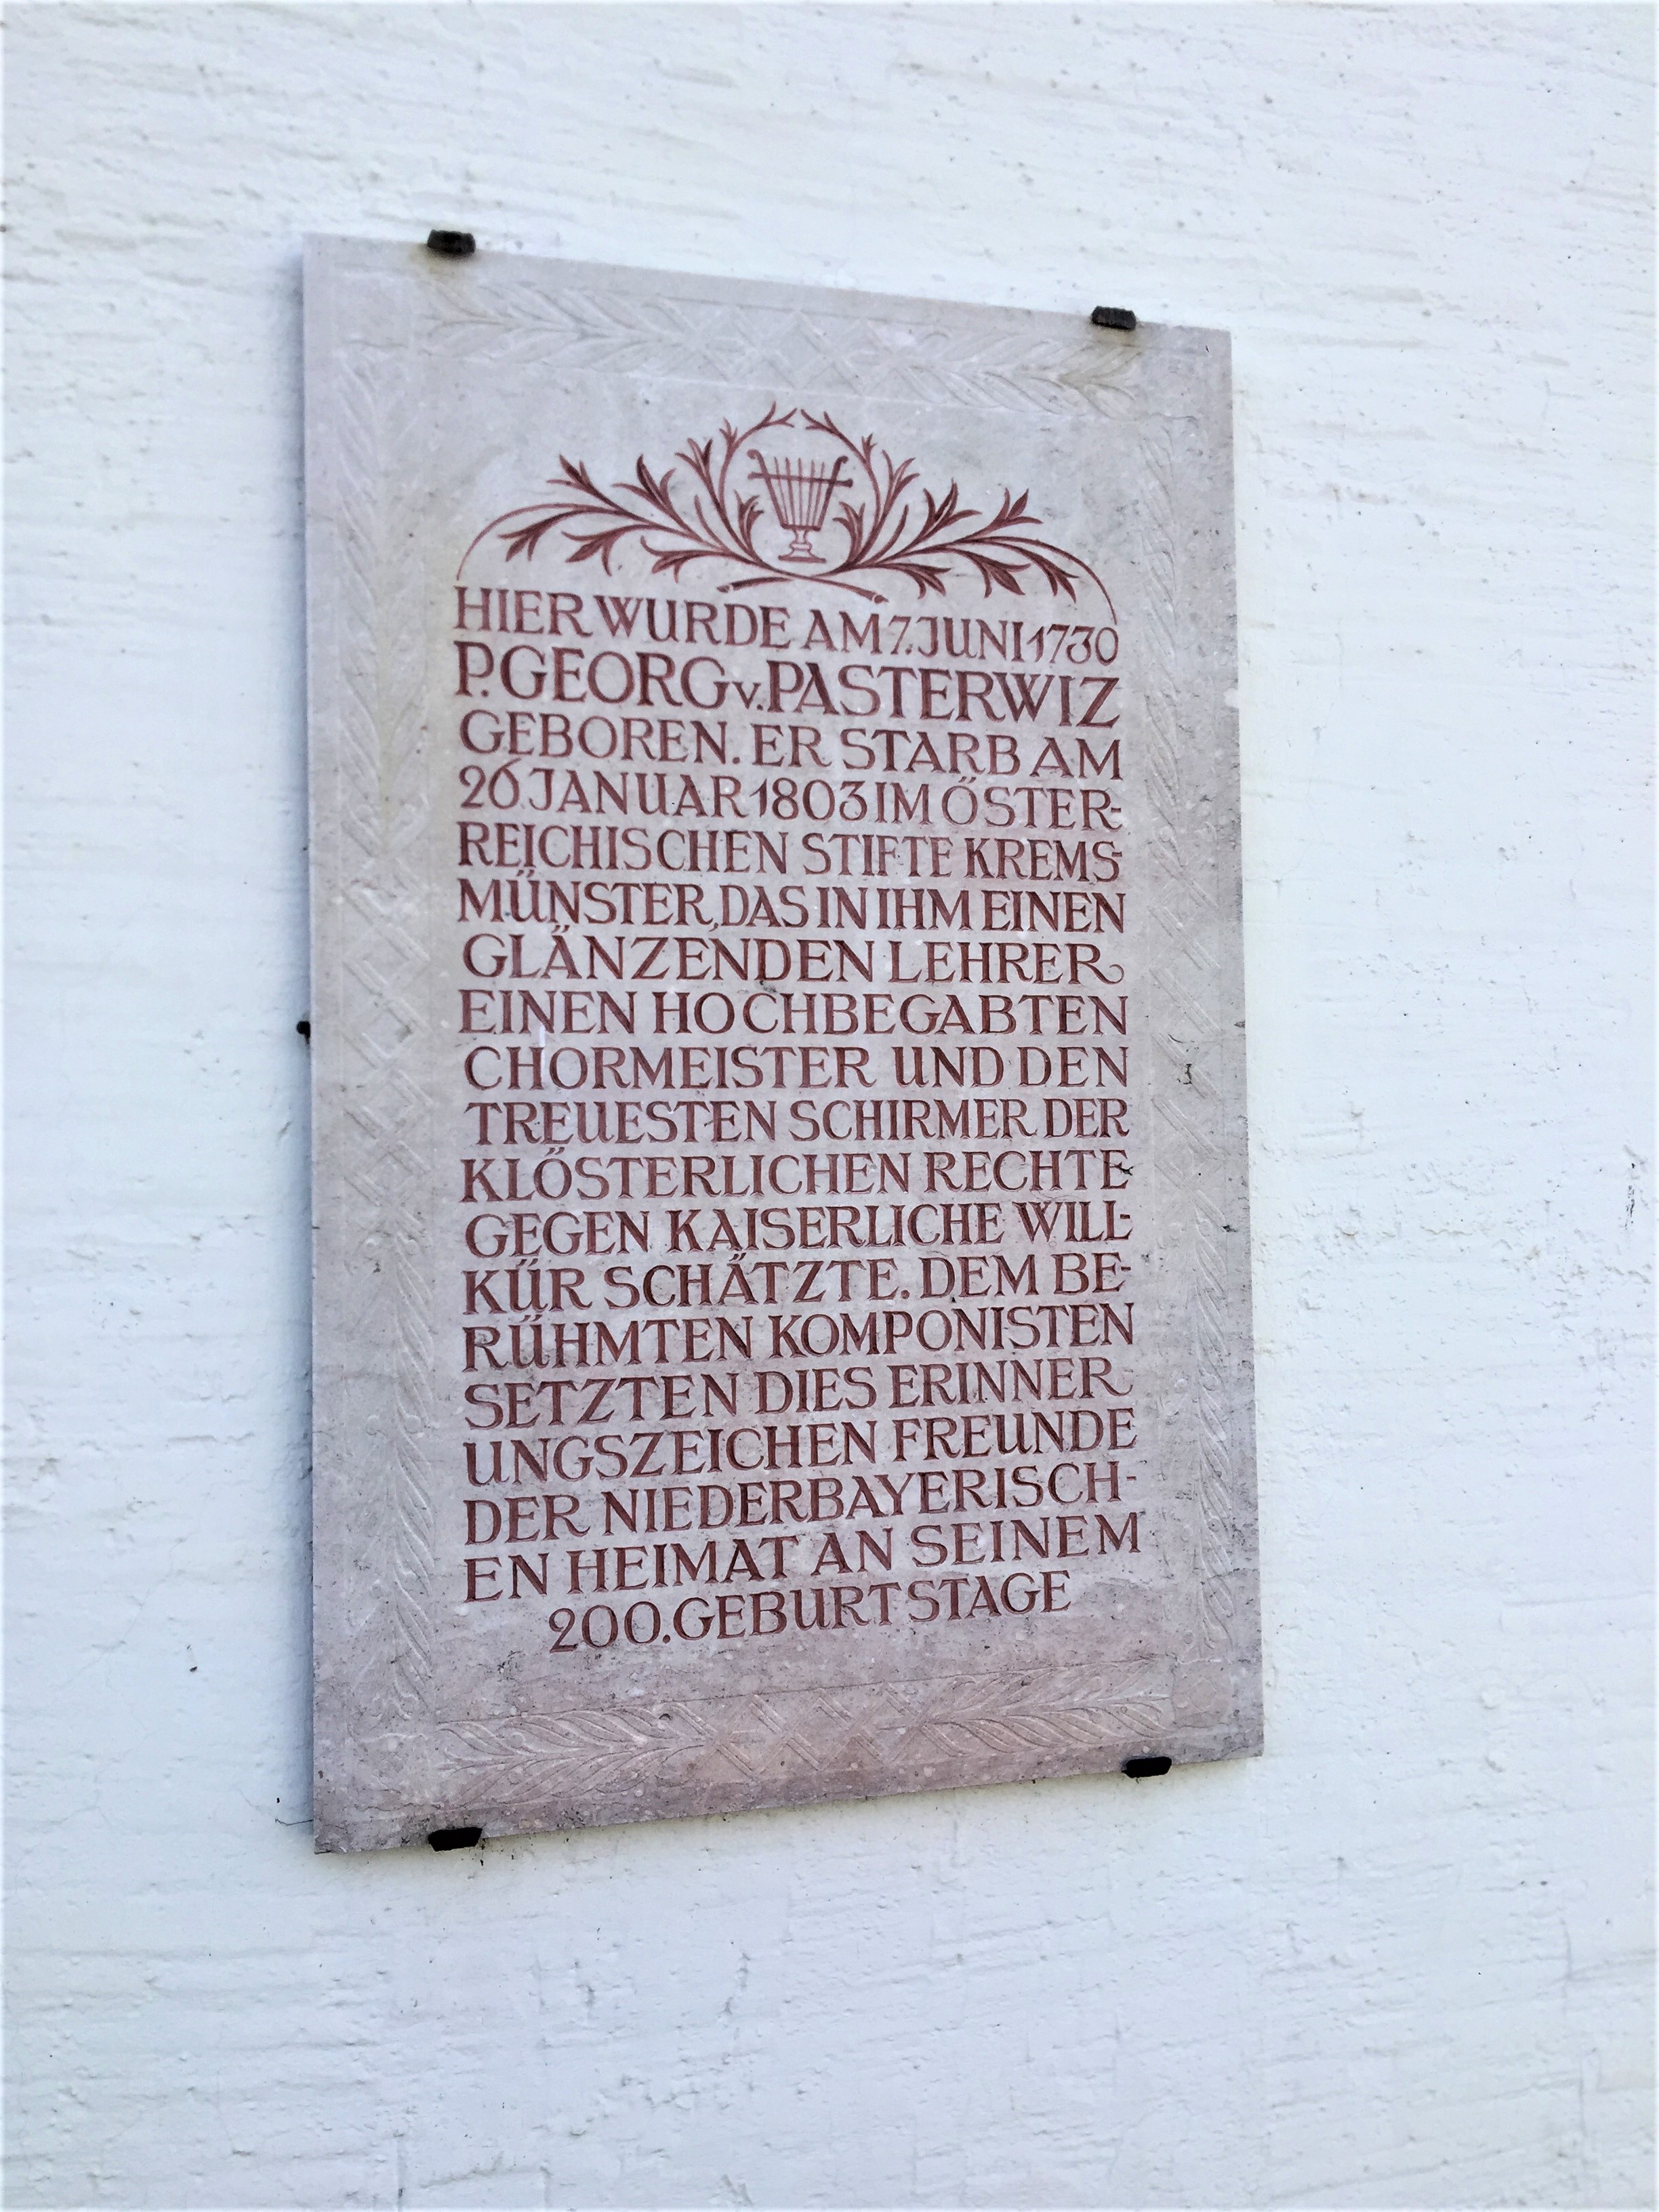 HIER WURDE AM 7. JUNI 1730
P. GEORG v. PASTERWIZ
GEBOREN. ER STARB AM
26 JANUAR 1803 IM ÖSTER-
REICHISCHEN STIFTE KREMS-
MÜNSTER, DAS IN IHM EINEN
GLÄNZENDEN LEHRER
EINEN HOCHBEGABTEN
CHORMEISTER UND DEN
TREUESTEN SCHIRMER DER
KLÖSTERLICHEN RECHTE
GEGEN KAISERLICHE WILL-
KÜR SCHÄTZTE. DEM BE-
RÜHMTEN KOMPONISTEN
SETZTEN DIES ERINNER
UNGSZEICHEN FREUNDE
DER NIEDERBAYERISCH-
EN HEIMAT AN SEINEM
200. GEBURTSTAGE